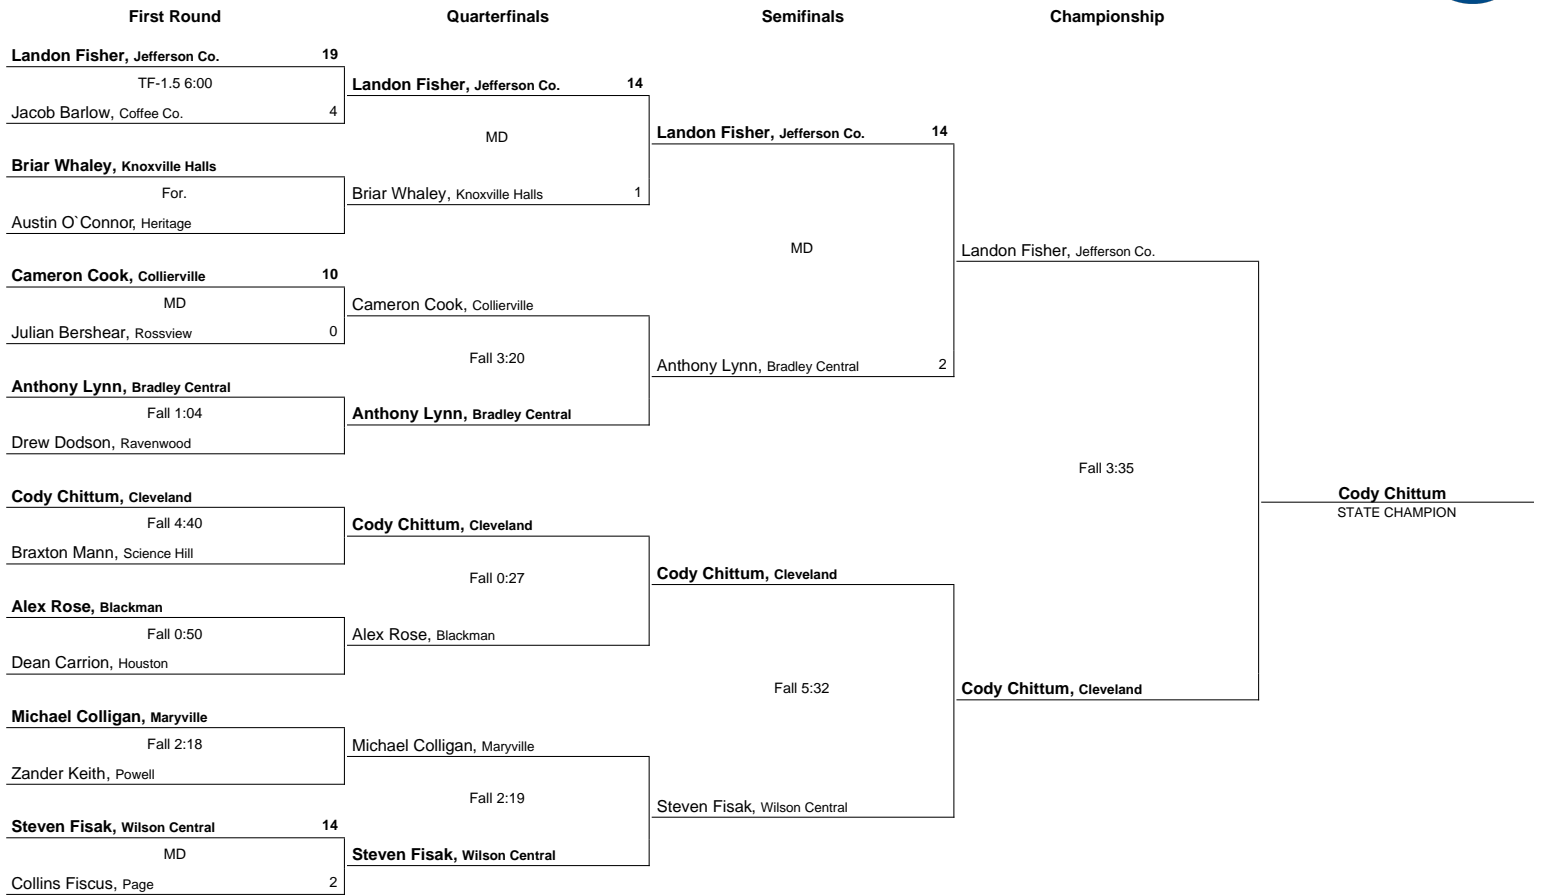 First Round Quarterfinals Semifinals Championship
Landon Fisher, Jefferson Co. 19
TF-1.5 6:00
Jacob Barlow, Coffee Co. 4
Briar Whaley, Knoxville Halls
For.
Austin O`Connor, Heritage
Cameron Cook, Collierville 10
MD
Julian Bershear, Rossview 0
Anthony Lynn, Bradley Central
Fall 1:04
Drew Dodson, Ravenwood
Cody Chittum, Cleveland
Fall 4:40
Braxton Mann, Science Hill
Alex Rose, Blackman
Fall 0:50
Dean Carrion, Houston
Michael Colligan, Maryville
Fall 2:18
Zander Keith, Powell
Steven Fisak, Wilson Central 14
MD
Collins Fiscus, Page 2
Landon Fisher, Jefferson Co. 14
MD
Briar Whaley, Knoxville Halls 1
Cameron Cook, Collierville
Fall 3:20
Anthony Lynn, Bradley Central
Cody Chittum, Cleveland
Fall 0:27
Alex Rose, Blackman
Michael Colligan, Maryville
Fall 2:19
Steven Fisak, Wilson Central
Landon Fisher, Jefferson Co. 14
MD
Anthony Lynn, Bradley Central 2
Cody Chittum, Cleveland
Fall 5:32
Steven Fisak, Wilson Central
Landon Fisher, Jefferson Co.
Fall 3:35
Cody Chittum, Cleveland
Cody Chittum
STATE CHAMPION